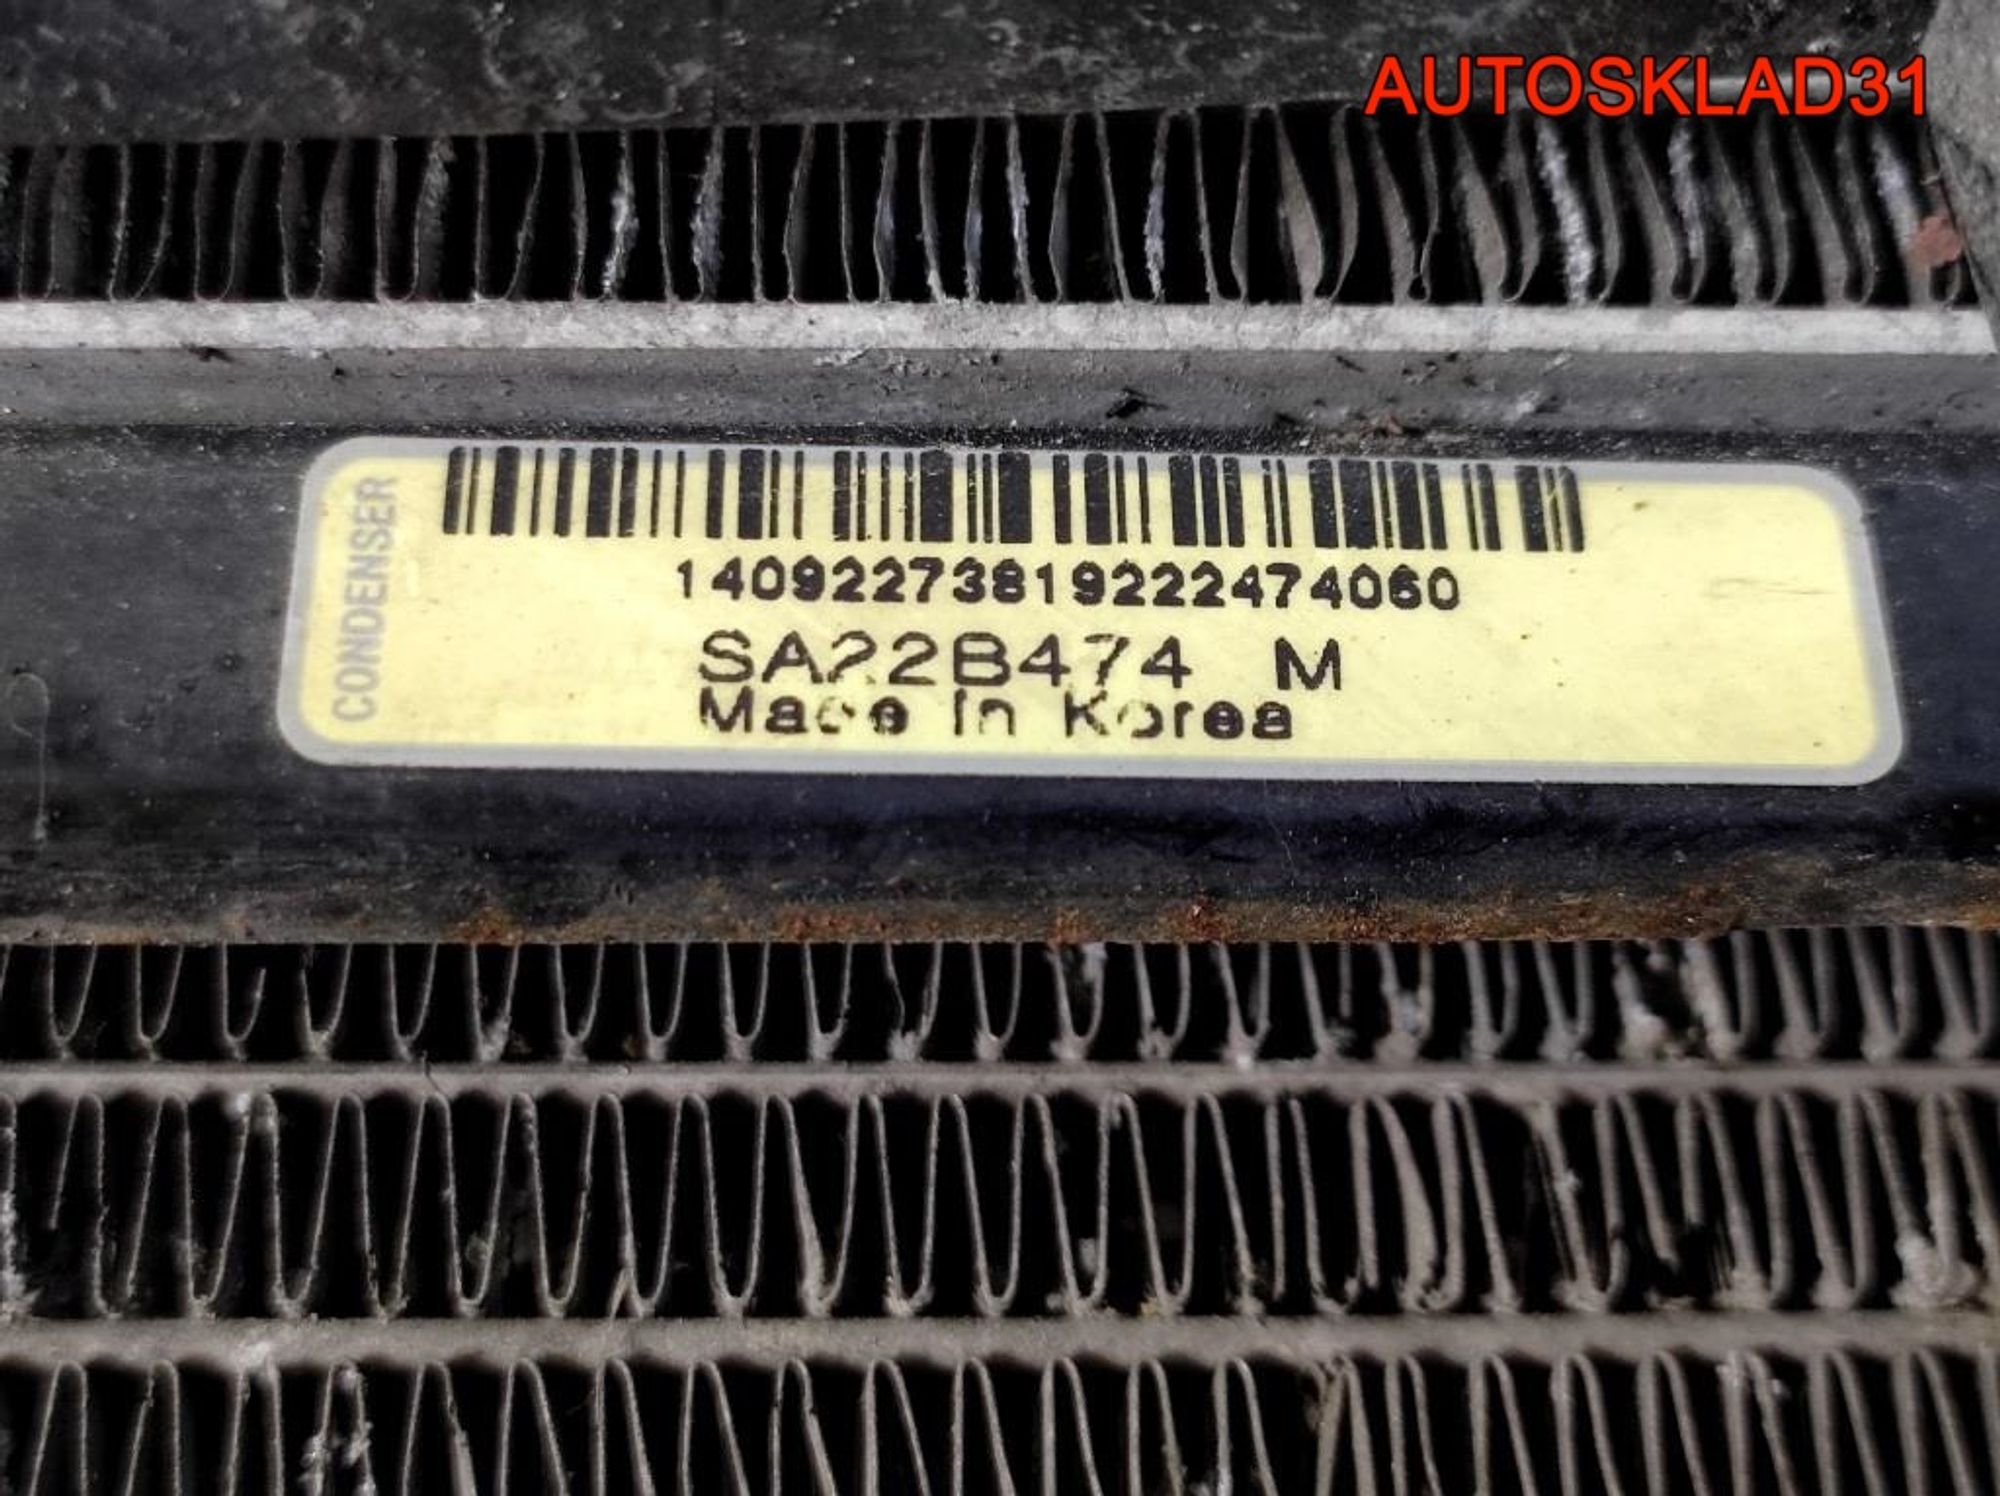 AUTOSKLAD31
CONDENSER
14092273819222474060
SA22B474 M
Made In Korea